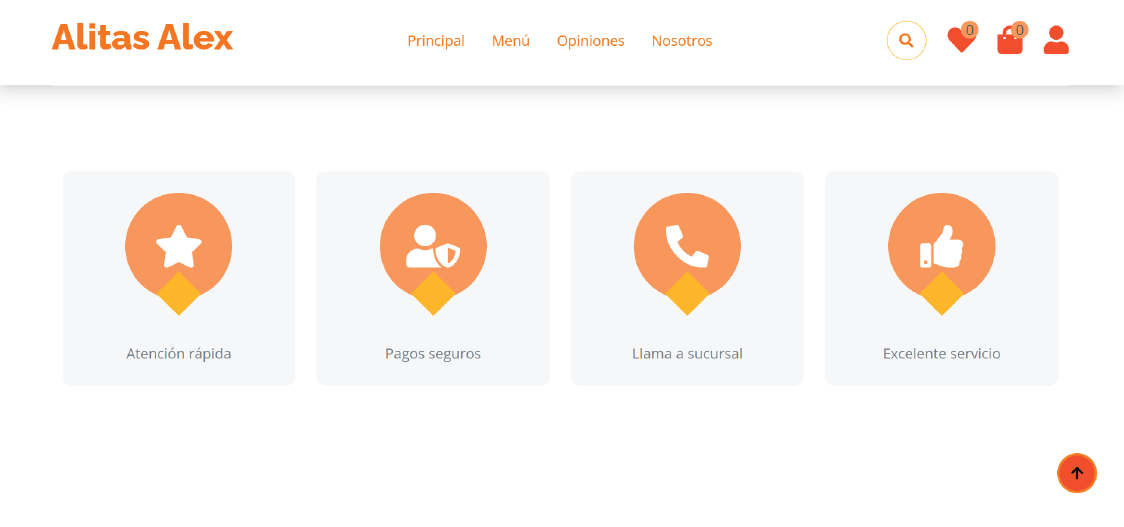 Alitas Alex
Principal Menú Opiniones Nosotros
0 0
Atención rápida
Pagos seguros
Llama a sucursal
Excelente servicio